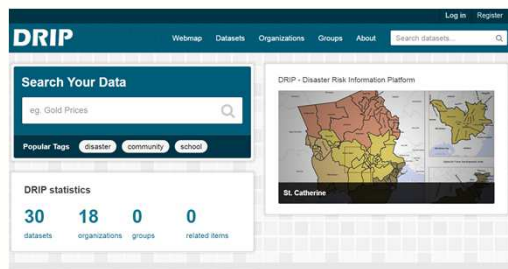 Log in Register
DRIP
Webmap Datasets Organizations Groups About Search datasets...
Search Your Data
eg. Gold Prices
Popular Tags disaster community school
DRIP statistics
30 18 0 0
datasets organizations groups related items
DRIP - Disaster Risk Information Platform
St. Catherine